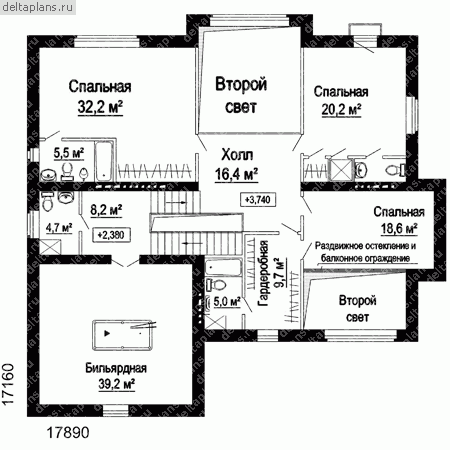 deltaplans.ru
Спальная
32,2 м²
Второй
свет
Спальная
20,2 м²
5,5 м²
Холл
16,4 м²
+3,740
4,7 м²
8,2 м²
+2,380
Спальная
18,6 м²
Раздвижное остекление и
балконное ограждение
Гардеробная
9,7 м²
5,0 м²
Второй
свет
Бильярдная
39,2 м²
17160
17890